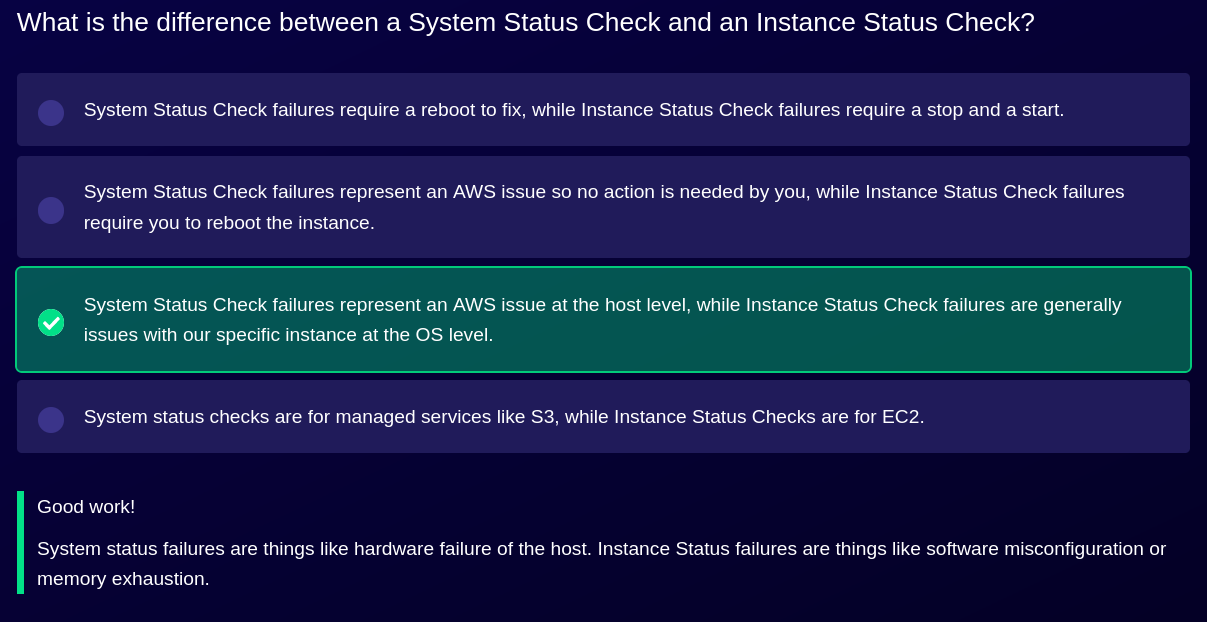 What is the difference between a System Status Check and an Instance Status Check?
System Status Check failures require a reboot to fix, while Instance Status Check failures require a stop and a start.
System Status Check failures represent an AWS issue so no action is needed by you, while Instance Status Check failures
require you to reboot the instance.
System Status Check failures represent an AWS issue at the host level, while Instance Status Check failures are generally
issues with our specific instance at the OS level.
System status checks are for managed services like S3, while Instance Status Checks are for EC2.
Good work!
System status failures are things like hardware failure of the host. Instance Status failures are things like software misconfiguration or
memory exhaustion.